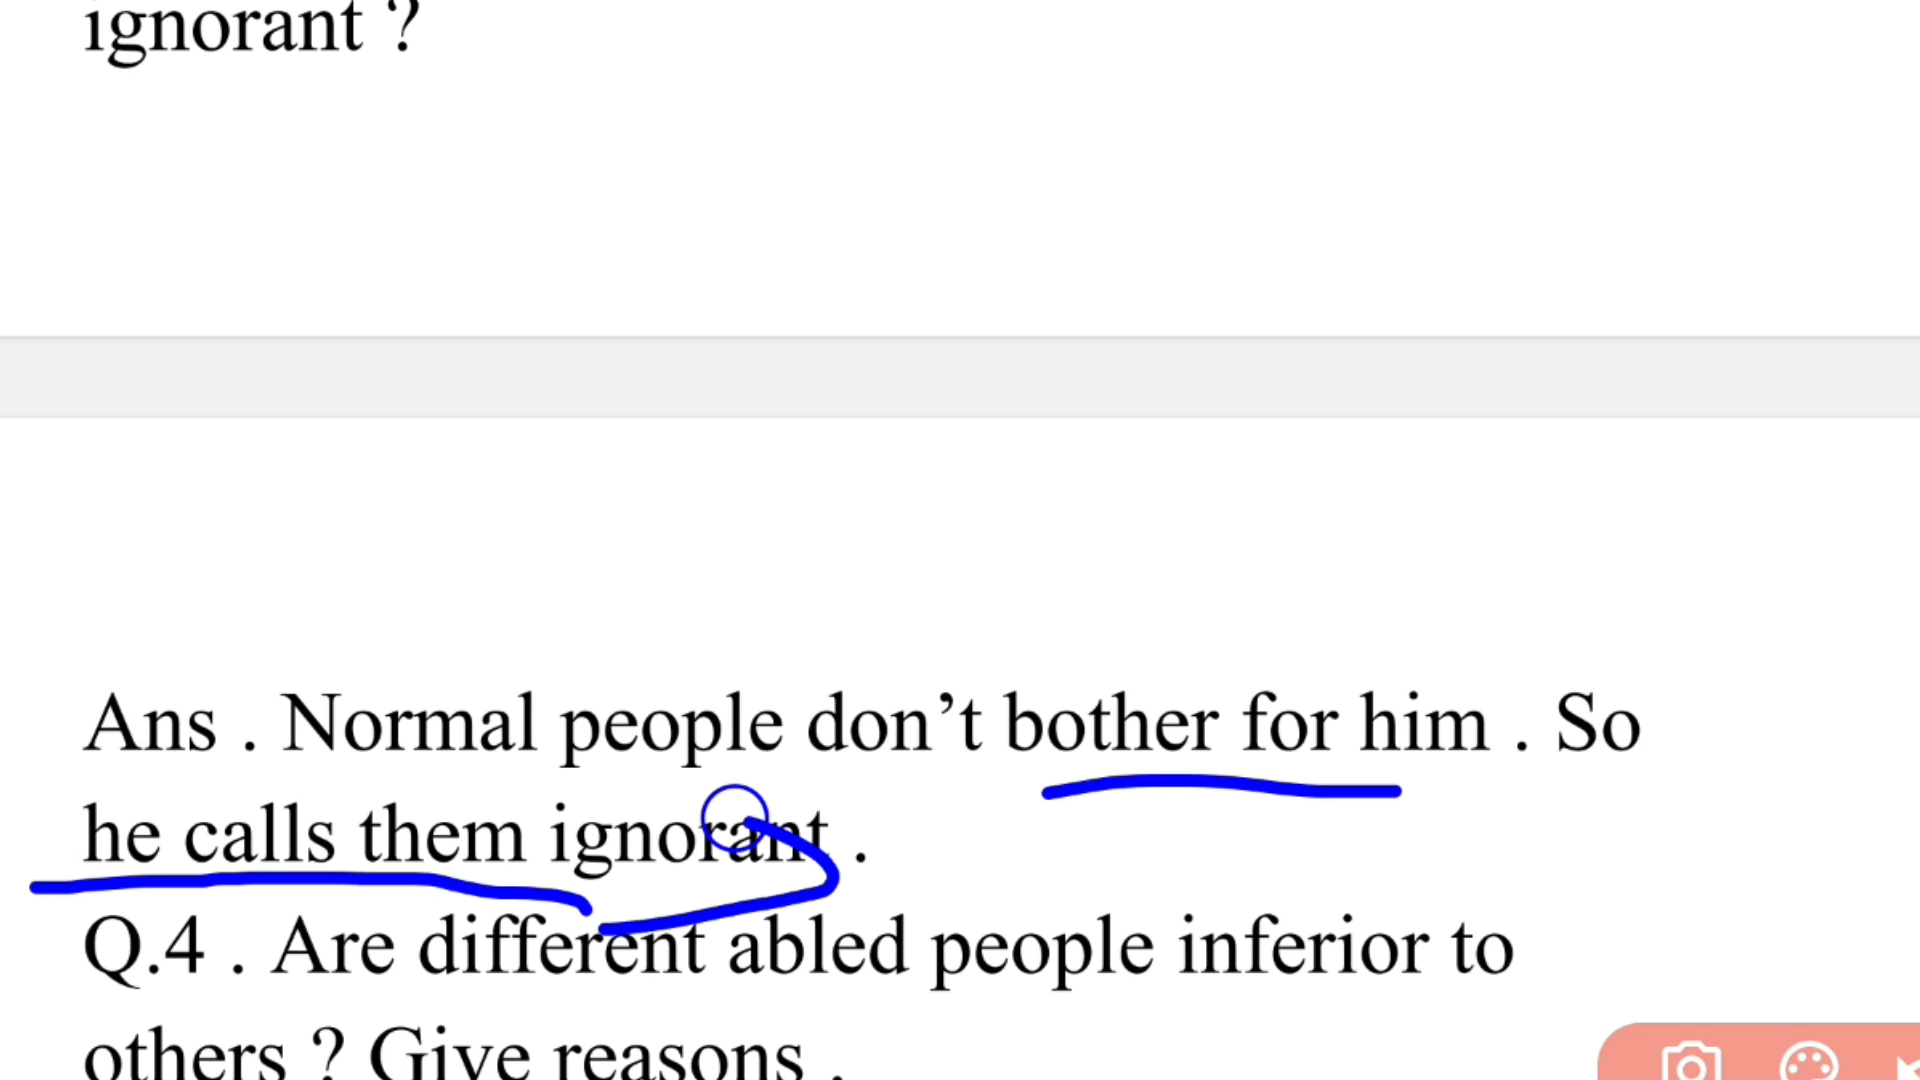 ignorant ?
Ans . Normal people don’t bother for him . So
he calls them ignorant .
Q.4 . Are different abled people inferior to
others ? Give reasons .